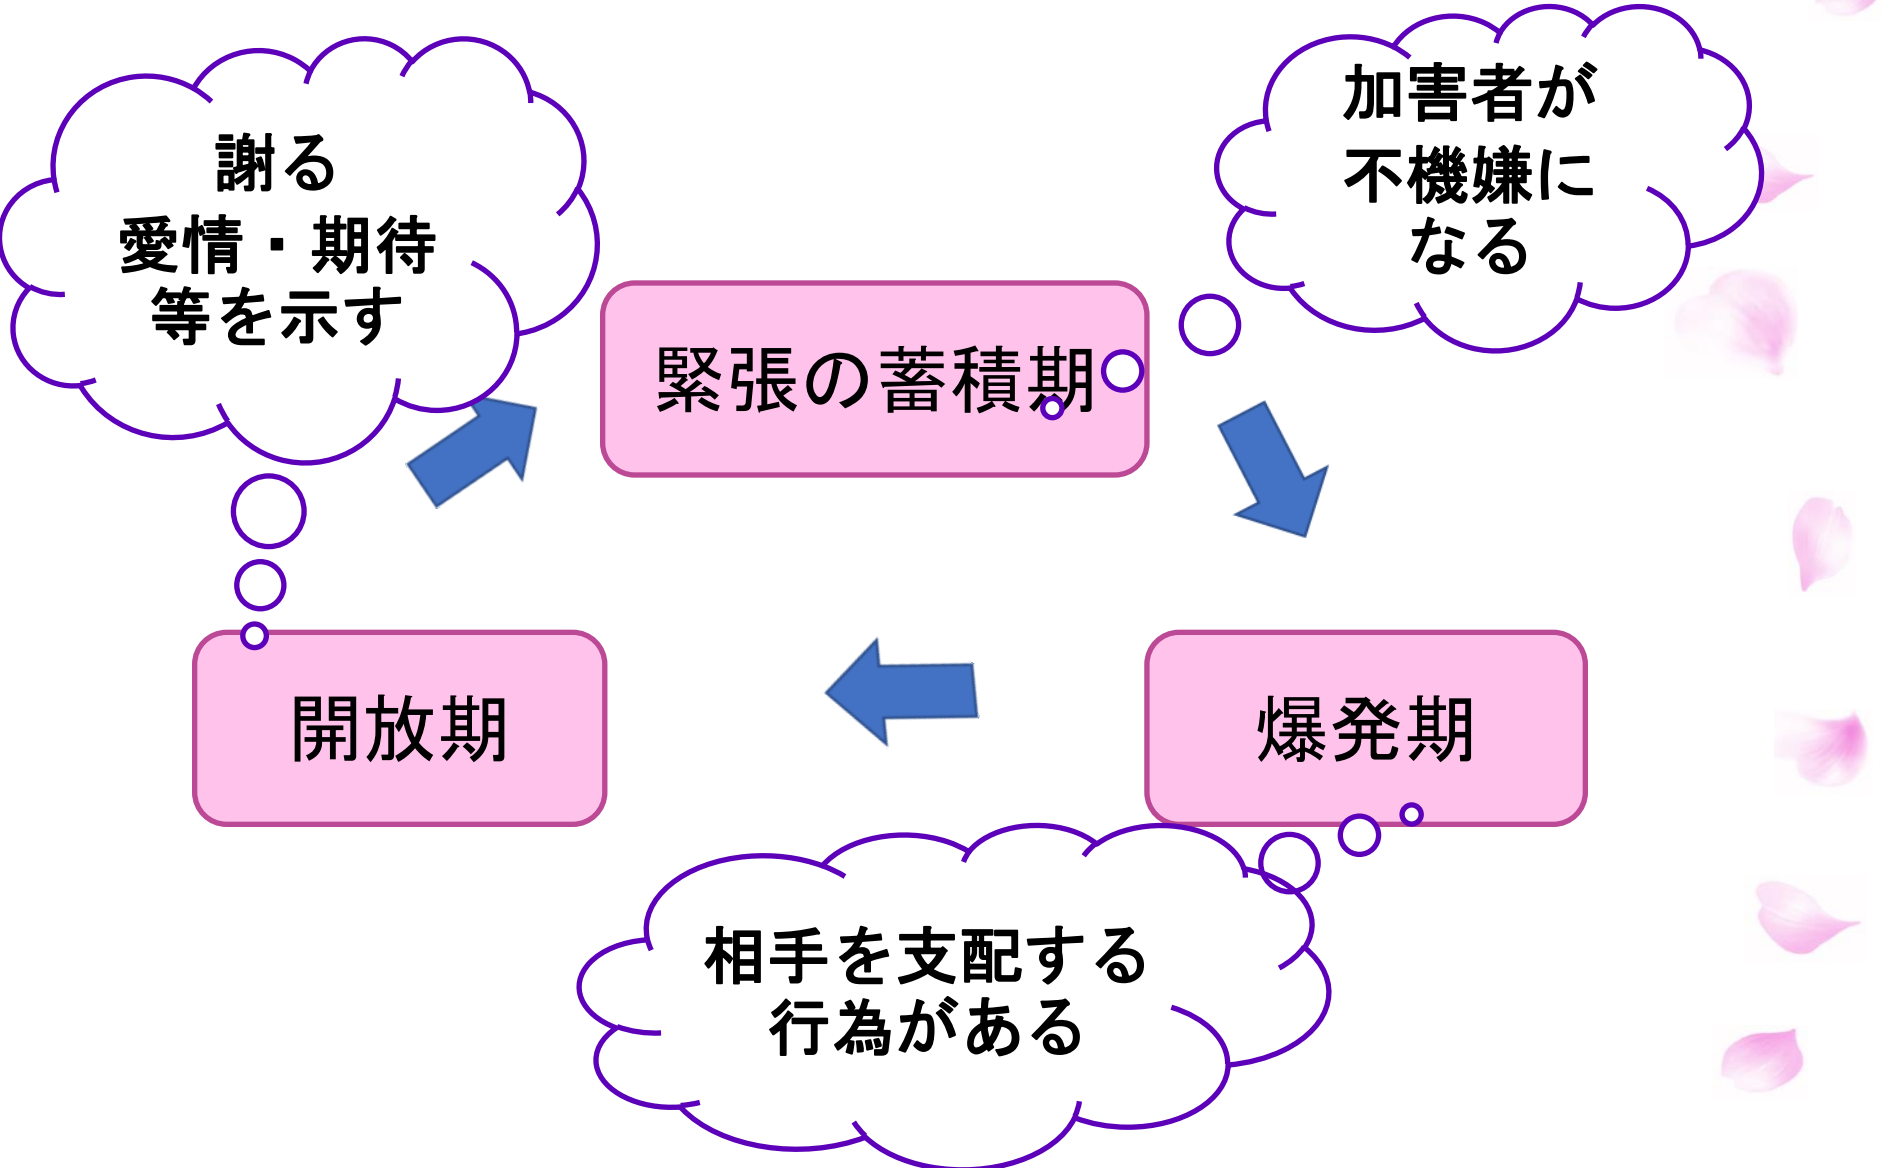 謝る
愛情・期待
等を示す
加害者が
不機嫌に
なる
緊張の蓄積期
開放期
爆発期
相手を支配する
行為がある